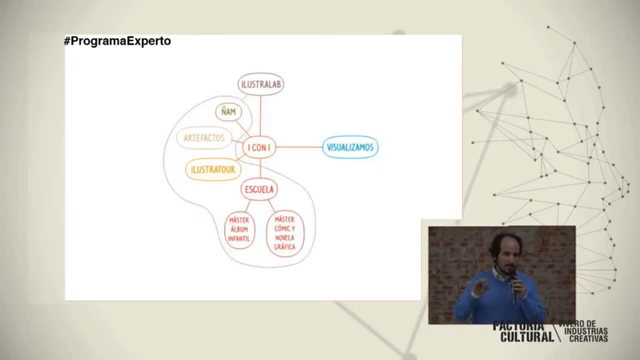 #ProgramaExperto
ILUSTRALAB
ÑAM
ARTEFACTOS
I CON I
VISUALIZAMOS
ILUSTRATOUR
ESCUELA
MÁSTER
ÁLBUM
INFANTIL
MÁSTER
CÓMIC Y
NOVELA
GRÁFICA
FACTORÍA
CULTURAL
VIVERO DE
INDUSTRIAS
CREATIVAS